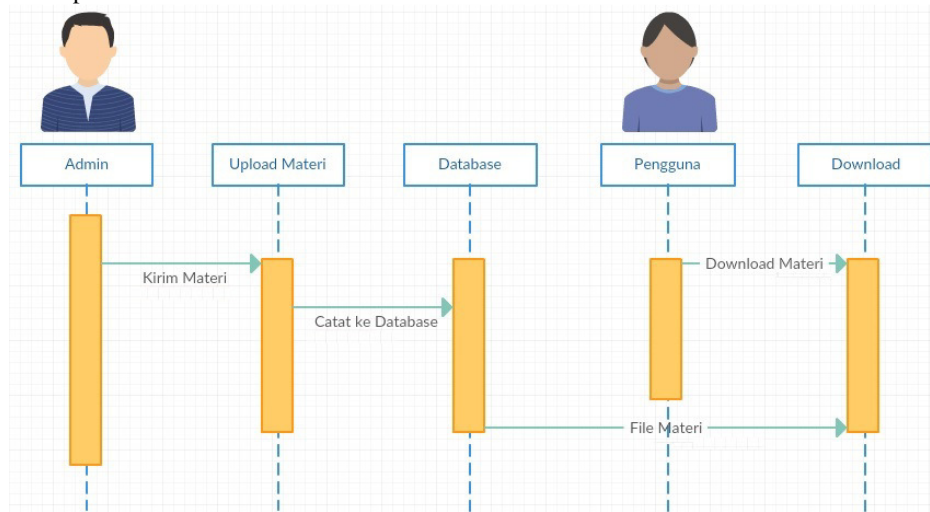 Admin
Upload Materi
Database
Pengguna
Download
Kirim Materi
Download Materi
Catat ke Database
File Materi